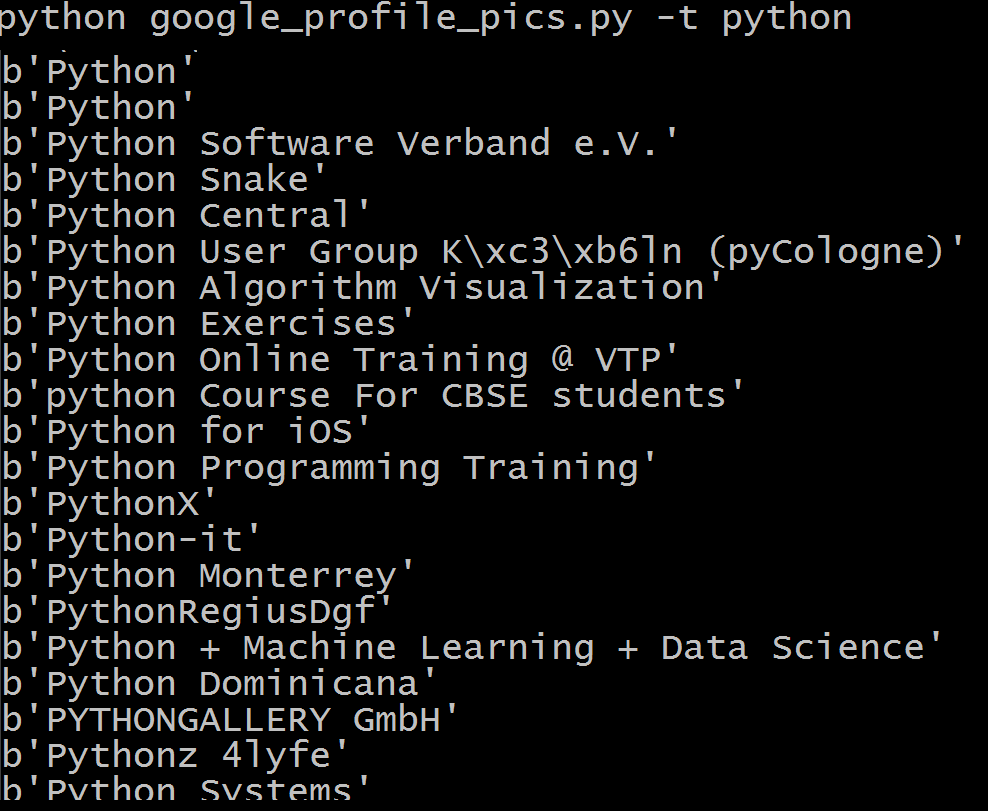 python google_profile_pics.py -t python
b'Python'
b'Python'
b'Python Software Verband e.V.'
b'Python Snake'
b'Python Central'
b'Python User Group K\xc3\xb6ln (pyCologne)'
b'Python Algorithm Visualization'
b'Python Exercises'
b'Python Online Training @ VTP'
b'python Course For CBSE students'
b'Python for iOS'
b'Python Programming Training'
b'PythonX'
b'Python-it'
b'Python Monterrey'
b'PythonRegiusDgf'
b'Python + Machine Learning + Data Science'
b'Python Dominicana'
b'PYTHONGALLERY GmbH'
b'Pythonz 4lyfe'
b'Python Systems'